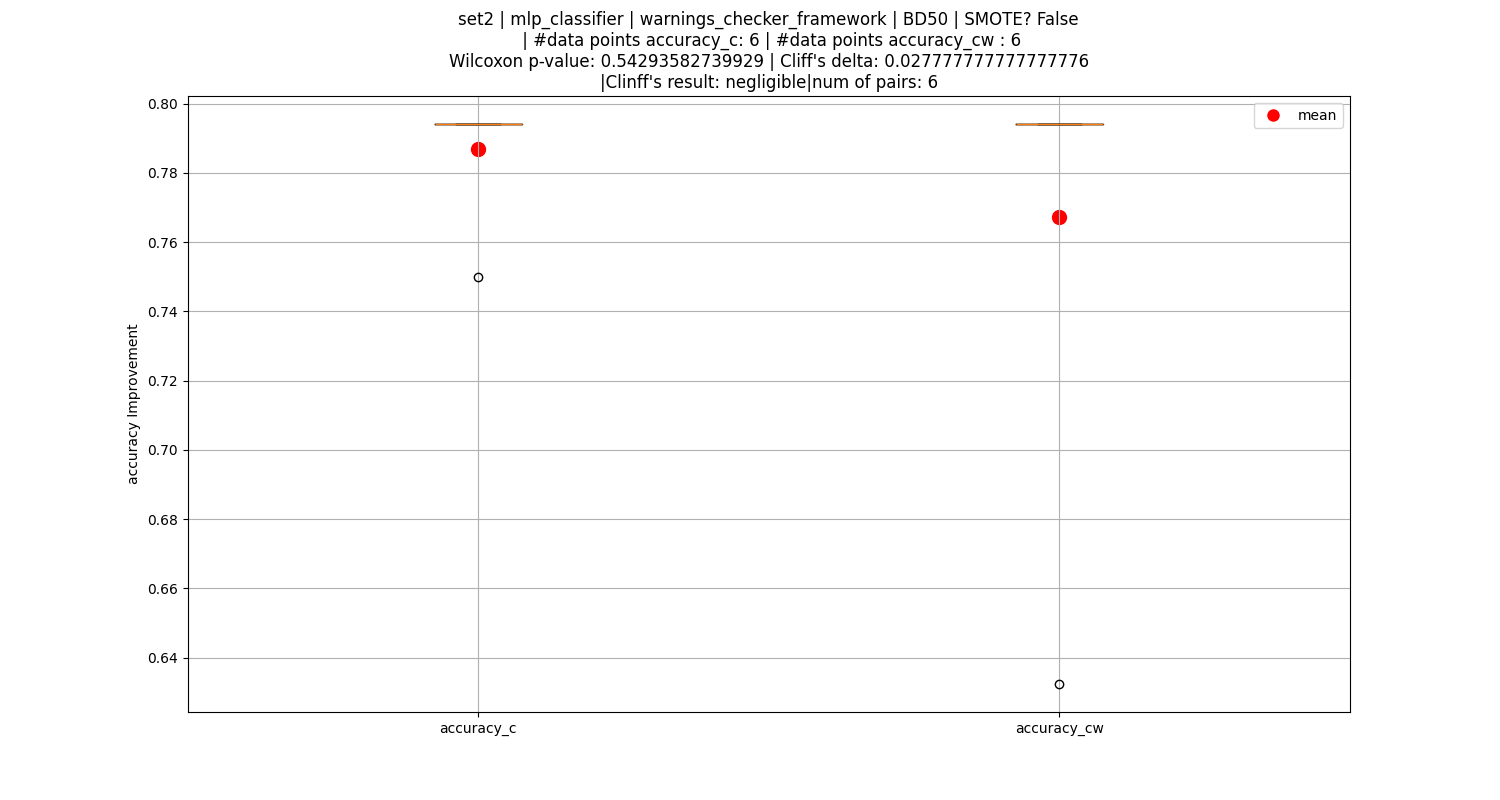 set2 | mlp_classifier | warnings_checker_framework | BD50 | SMOTE? False
| #data points accuracy_c: 6 | #data points accuracy_cw : 6
Wilcoxon p-value: 0.54293582739929 | Cliff's delta: 0.027777777777777776
|Clinff's result: negligible|num of pairs: 6
mean
accuracy Improvement
0.80
0.78
0.76
0.74
0.72
0.70
0.68
0.66
0.64
accuracy_c
accuracy_cw